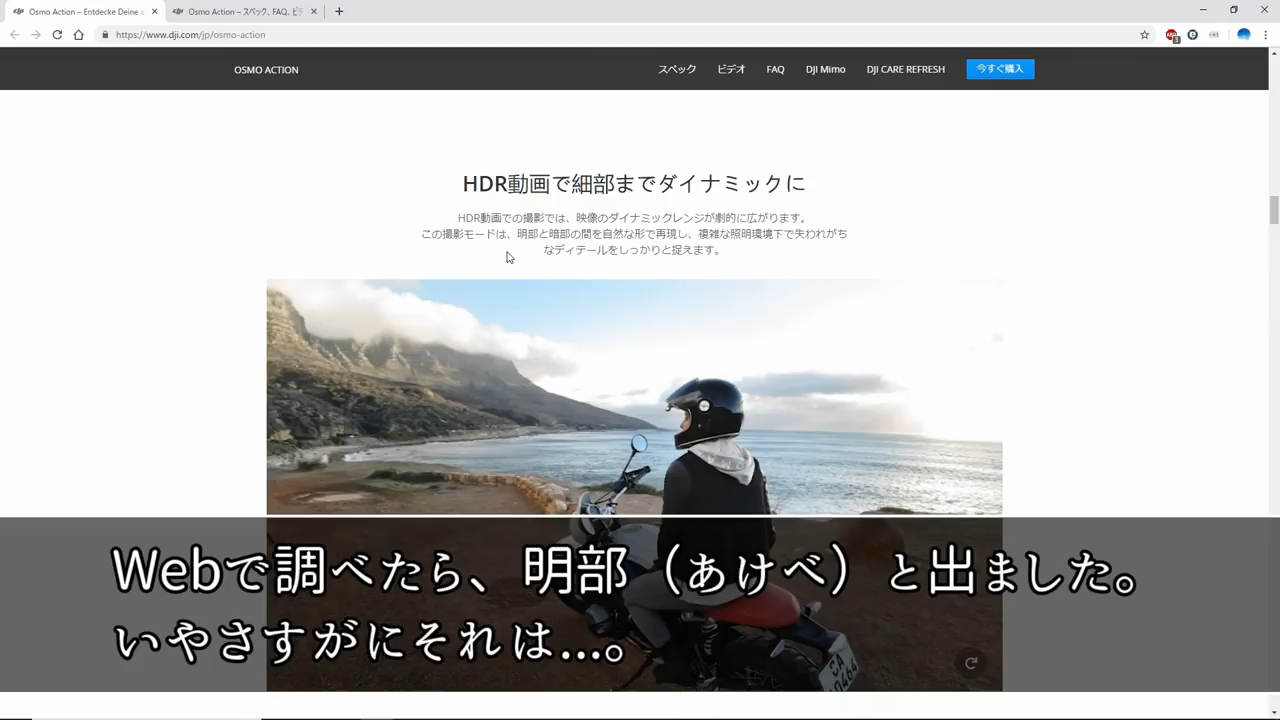 Osmo Action – Entdecke Deine
Osmo Action – スペック、FAQ、ビデ
https://www.dji.com/jp/osmo-action
OSMO ACTION
スペック
ビデオ
FAQ
DJI Mimo
DJI CARE REFRESH
今すぐ購入
HDR動画で細部までダイナミックに
HDR動画での撮影では、映像のダイナミックレンジが劇的に広がります。
この撮影モードは、明部と暗部の間を自然な形で再現し、複雑な照明環境下で失われがち
なディテールをしっかりと捉えます。
Webで調べたら、明部（あけべ）と出ました。
いやさすがにそれは…。